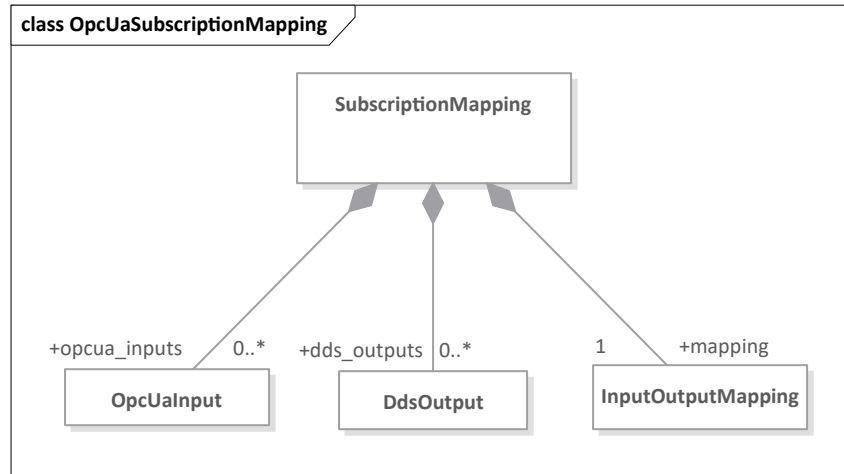 class OpcUaSubscriptionMapping
SubscriptionMapping
+opcua_inputs 0..* +dds_outputs 0..* 1 +mapping
OpcUaInput DdsOutput InputOutputMapping